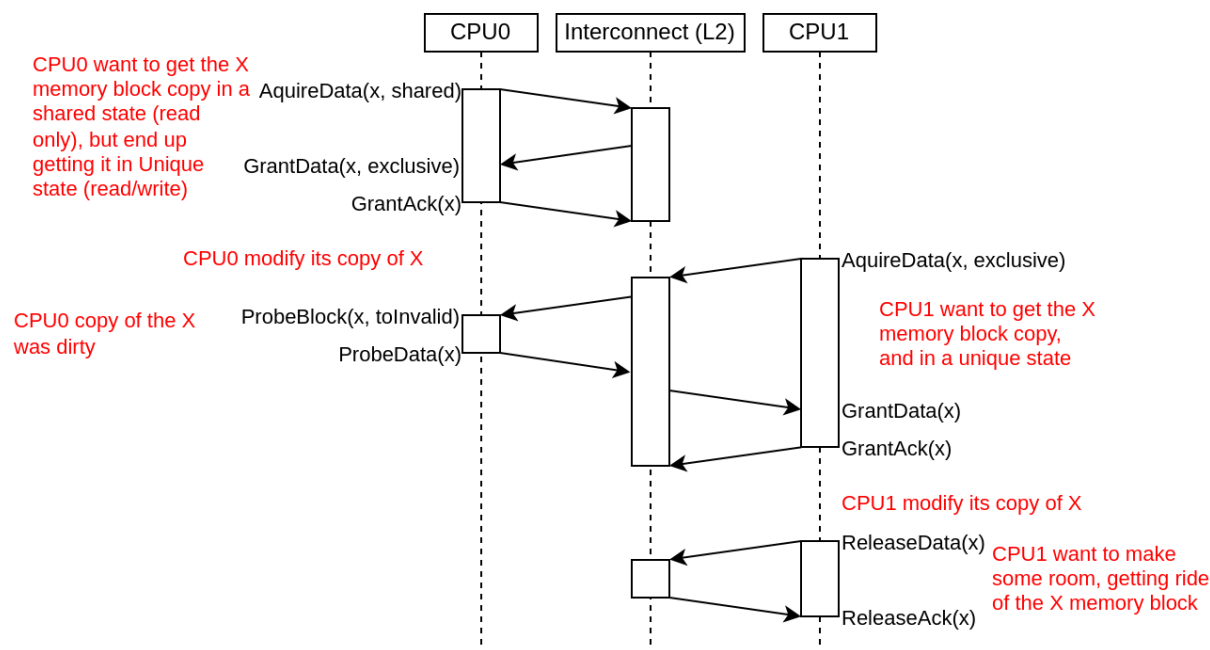 CPU0
Interconnect (L2)
CPU1
CPU0 want to get the X
memory block copy in a
shared state (read
only), but end up
getting it in Unique
state (read/write)
AquireData(x, shared)
GrantData(x, exclusive)
GrantAck(x)
CPU0 modify its copy of X
AquireData(x, exclusive)
CPU0 copy of the X
was dirty
ProbeBlock(x, toInvalid)
ProbeData(x)
CPU1 want to get the X
memory block copy,
and in a unique state
GrantData(x)
GrantAck(x)
CPU1 modify its copy of X
ReleaseData(x)
CPU1 want to make
some room, getting ride
of the X memory block
ReleaseAck(x)